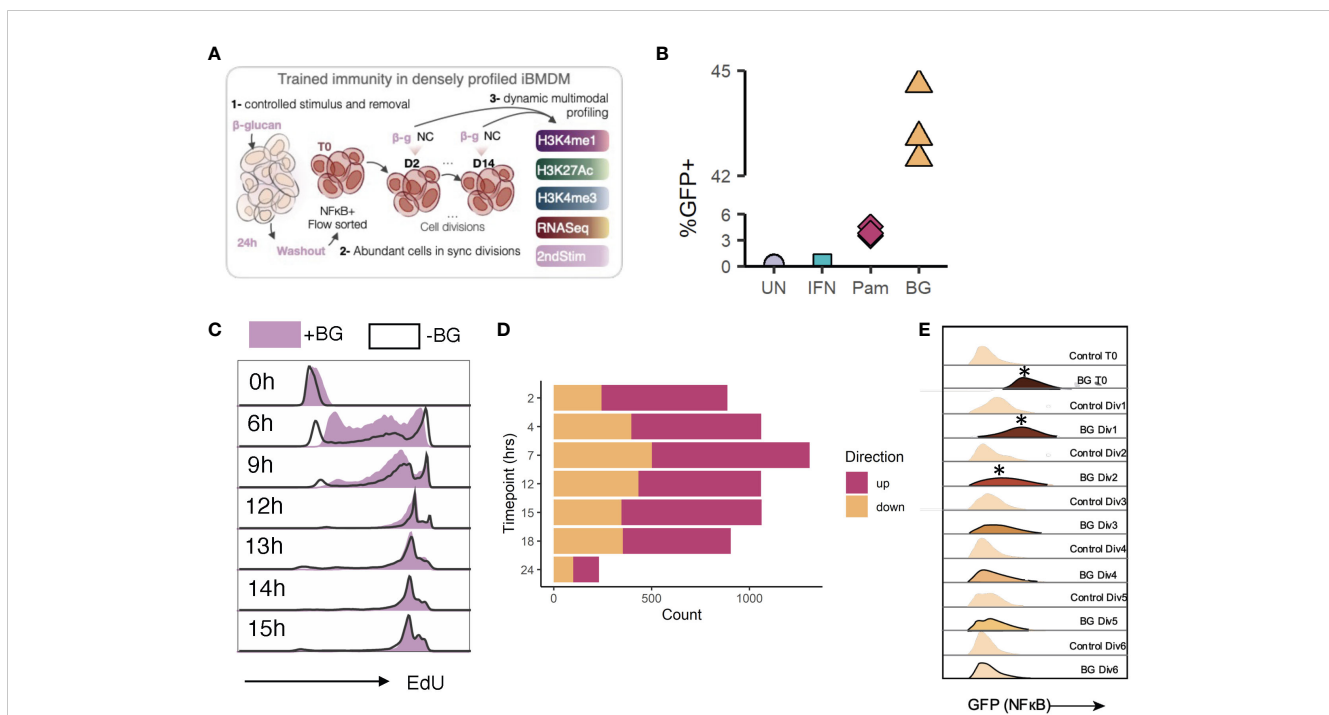 A
Trained immunity in densely profiled iBMDM
1- controlled stimulus and removal
3- dynamic multimodal
profiling
β-glucan
T0
β-g NC
β-g NC
D2
...
D14
H3K4me1
H3K27Ac
H3K4me3
RNASeq
2ndStim
NFκB+
Flow sorted
...
Cell divisions
24h
Washout
2- Abundant cells in sync divisions
B
%GFP+
45
42
6
3
0
UN IFN Pam BG
C
+BG
-BG
0h
6h
9h
12h
13h
14h
15h
EdU
D
Timepoint (hrs)
2
4
7
12
15
18
24
0 500 1000
Count
Direction
up
down
E
Control T0
*
BG T0
Control Div1
*
BG Div1
Control Div2
*
BG Div2
Control Div3
BG Div3
Control Div4
BG Div4
Control Div5
BG Div5
Control Div6
BG Div6
GFP (NFκB)